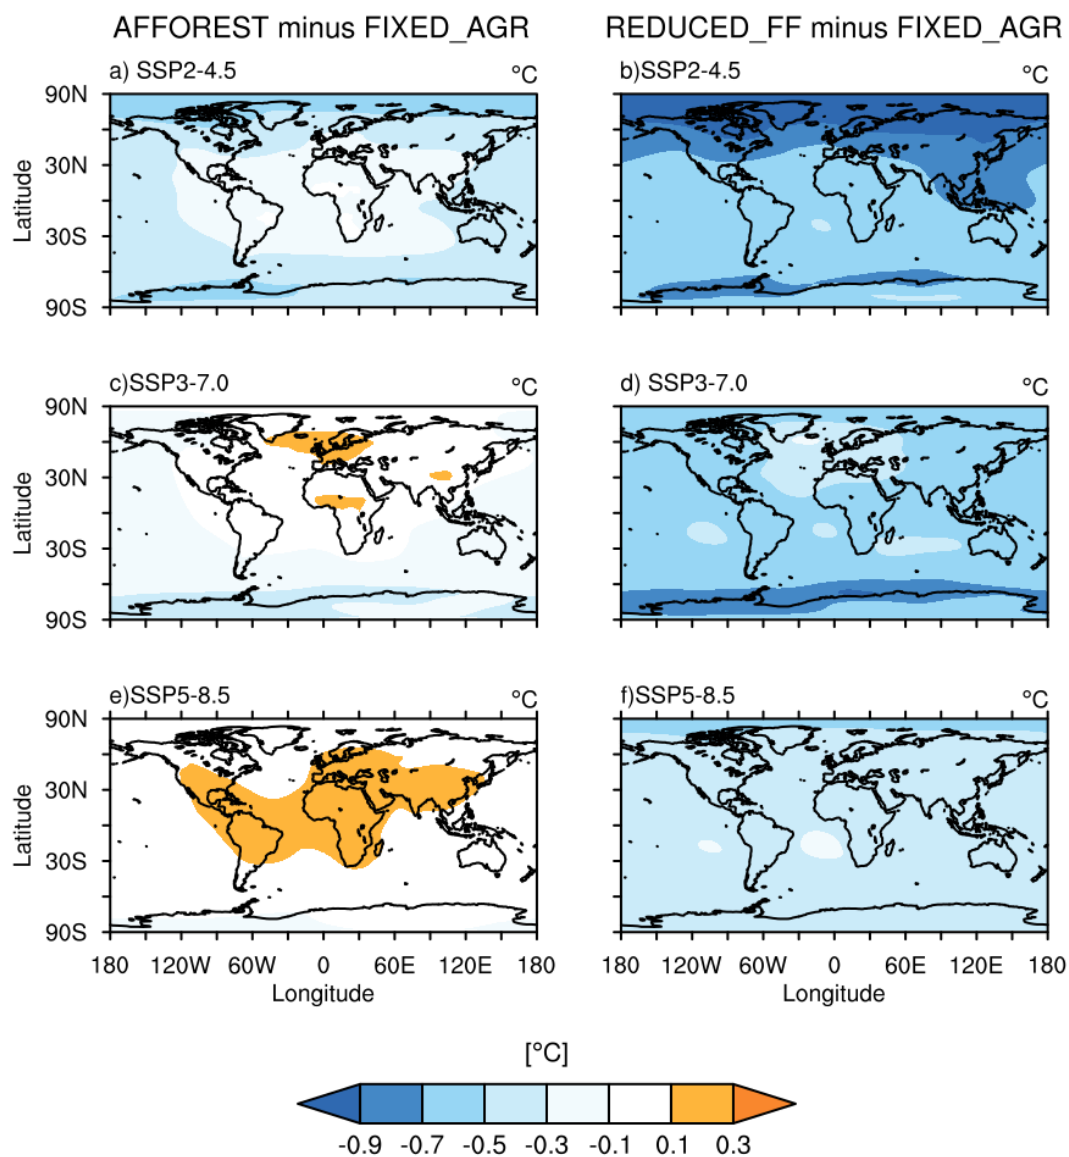 AFFOREST minus FIXED_AGR REDUCED_FF minus FIXED_AGR
a) SSP2-4.5 °C b)SSP2-4.5 °C
90N
30N
Latitude
30S
90S
c)SSP3-7.0 °C d) SSP3-7.0 °C
90N
30N
Latitude
30S
90S
e)SSP5-8.5 °C f)SSP5-8.5 °C
90N
30N
Latitude
30S
90S
180 120W 60W 0 60E 120E 180 180 120W 60W 0 60E 120E 180
Longitude Longitude
[°C]
-0.9 -0.7 -0.5 -0.3 -0.1 0.1 0.3